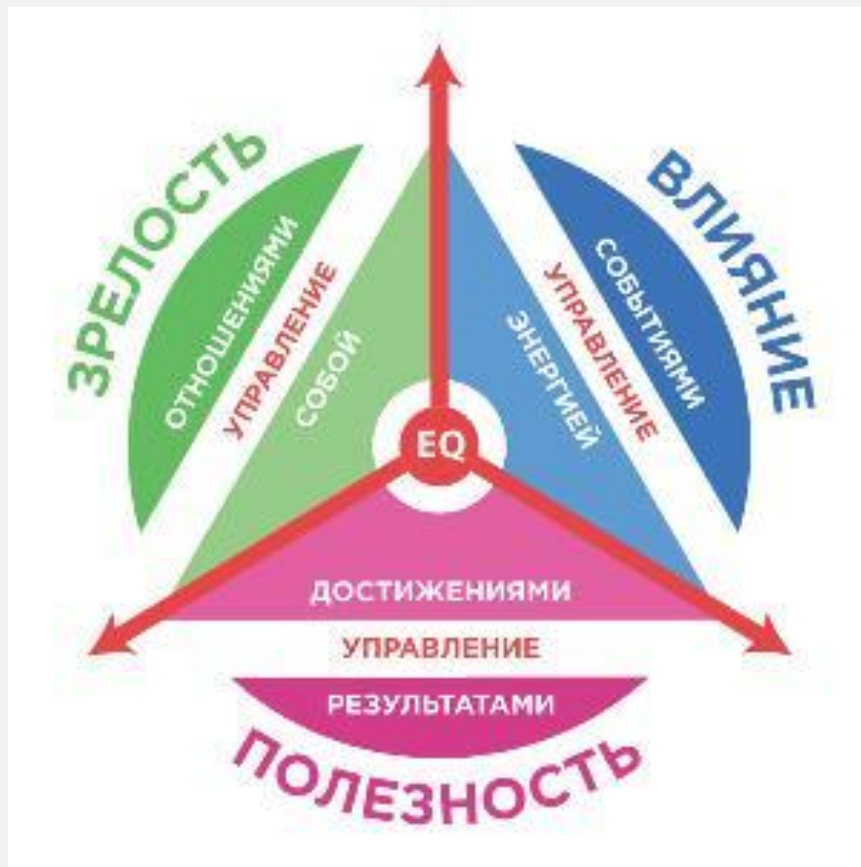 ЗРЕЛОСТЬ
ОТНОШЕНИЯМИ
УПРАВЛЕНИЕ
СОБОЙ
ВЛИЯНИЕ
СОБЫТИЯМИ
УПРАВЛЕНИЕ
ЭНЕРГИЕЙ
EQ
ДОСТИЖЕНИЯМИ
УПРАВЛЕНИЕ
РЕЗУЛЬТАТАМИ
ПОЛЕЗНОСТЬ